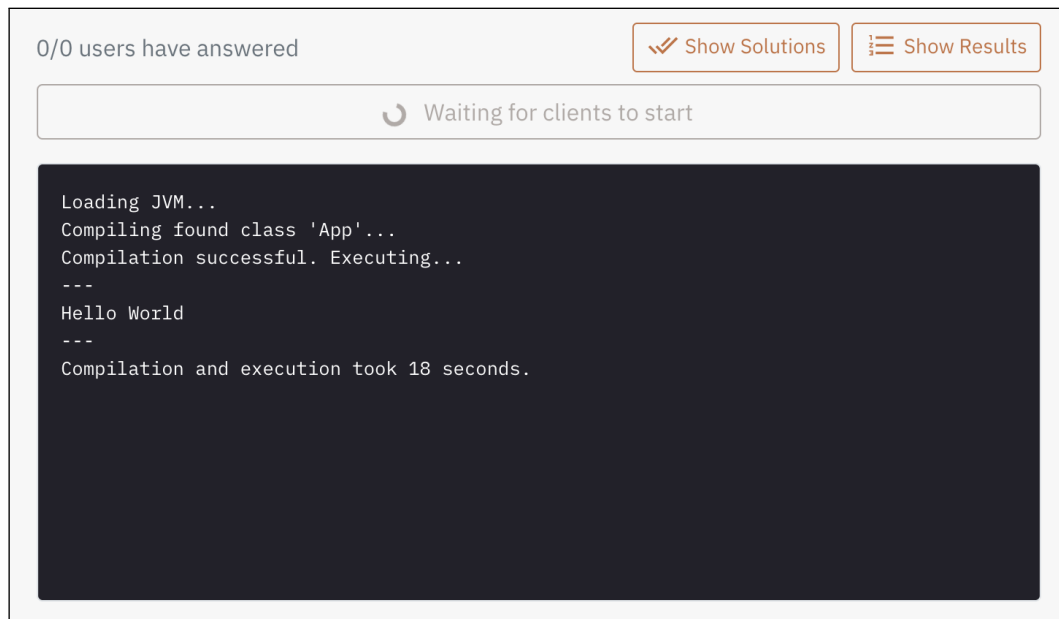 0/0 users have answered
Show Solutions
Show Results
Waiting for clients to start
Loading JVM...
Compiling found class 'App'...
Compilation successful. Executing...
---
Hello World
---
Compilation and execution took 18 seconds.